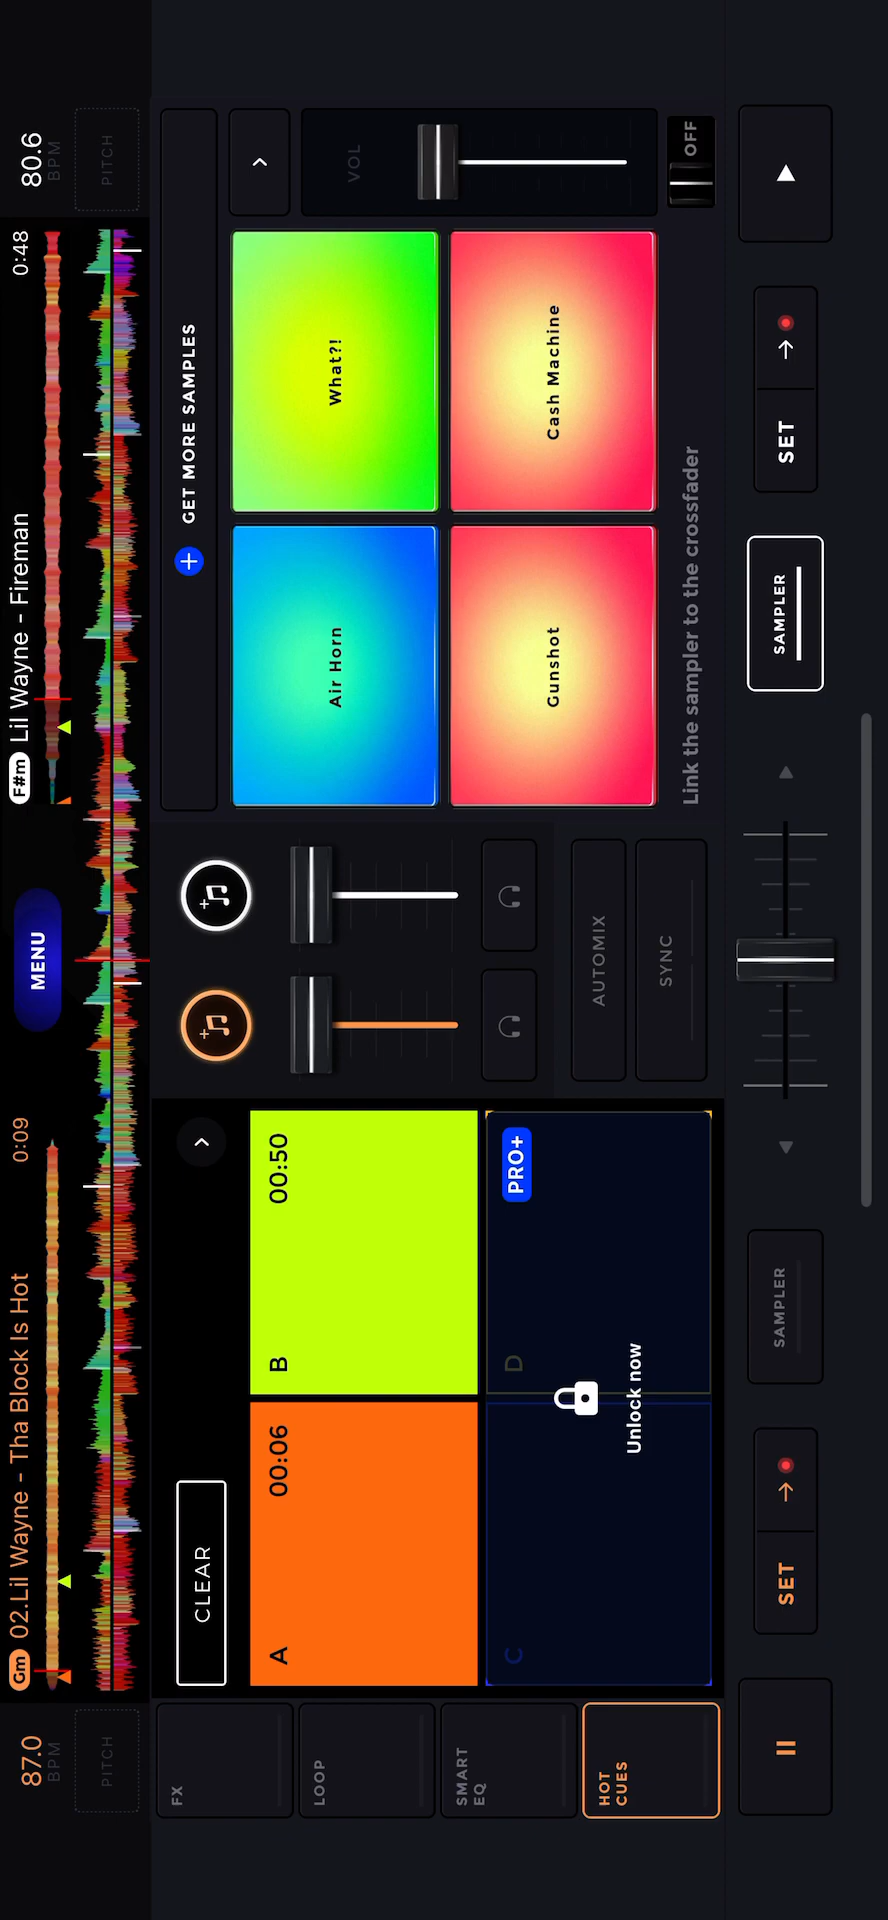 87.0
BPM
PITCH
Gm 02.Lil Wayne - Tha Block Is Hot
0:09
MENU
F#m Lil Wayne - Fireman
0:48
80.6
BPM
PITCH
FX
LOOP
SMART
EQ
HOT
CUES
CLEAR
A
00:06
B
00:50
C
D
PRO+
Unlock now
AUTOMIX
SYNC
GET MORE SAMPLES
VOL
Air Horn
What?!
Gunshot
Cash Machine
Link the sampler to the crossfader
OFF
SET
SAMPLER
SAMPLER
SET